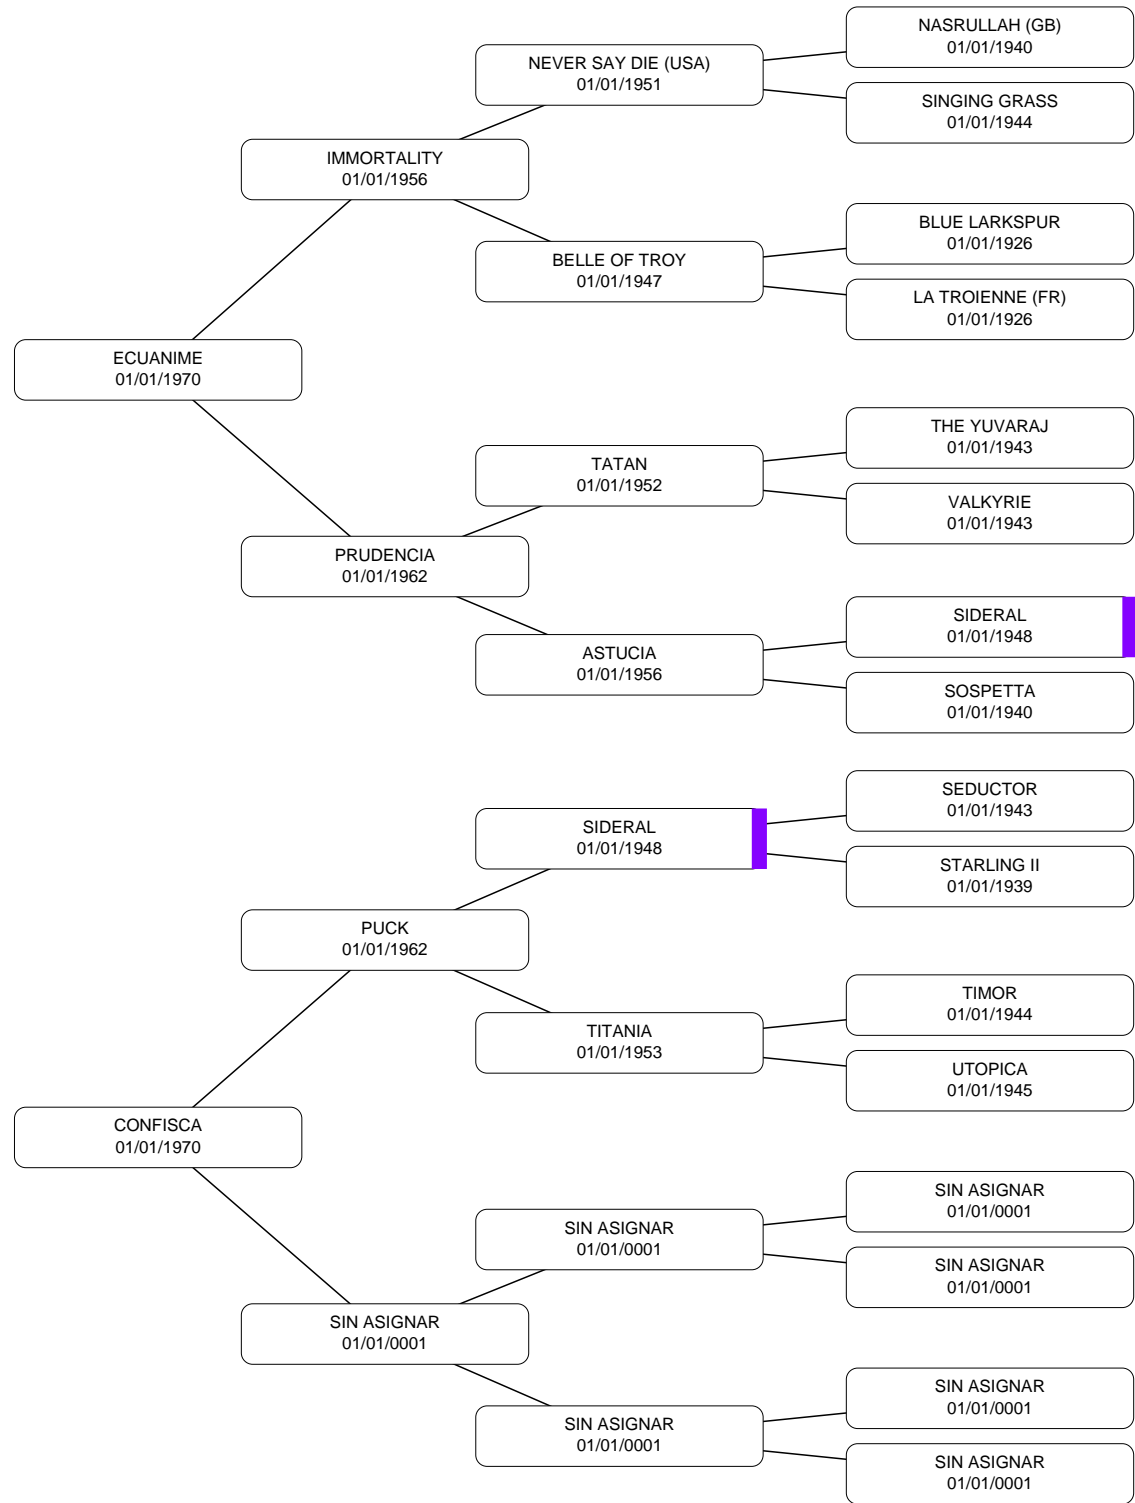 NASRULLAH (GB)
01/01/1940
NEVER SAY DIE (USA)
01/01/1951
SINGING GRASS
01/01/1944
IMMORTALITY
01/01/1956
BLUE LARKSPUR
01/01/1926
BELLE OF TROY
01/01/1947
LA TROIENNE (FR)
01/01/1926
ECUANIME
01/01/1970
THE YUVARAJ
01/01/1943
TATAN
01/01/1952
VALKYRIE
01/01/1943
PRUDENCIA
01/01/1962
SIDERAL
01/01/1948
ASTUCIA
01/01/1956
SOSPETTA
01/01/1940
SEDUCTOR
01/01/1943
SIDERAL
01/01/1948
STARLING II
01/01/1939
PUCK
01/01/1962
TIMOR
01/01/1944
TITANIA
01/01/1953
UTOPICA
01/01/1945
CONFISCA
01/01/1970
SIN ASIGNAR
01/01/0001
SIN ASIGNAR
01/01/0001
SIN ASIGNAR
01/01/0001
SIN ASIGNAR
01/01/0001
SIN ASIGNAR
01/01/0001
SIN ASIGNAR
01/01/0001
SIN ASIGNAR
01/01/0001